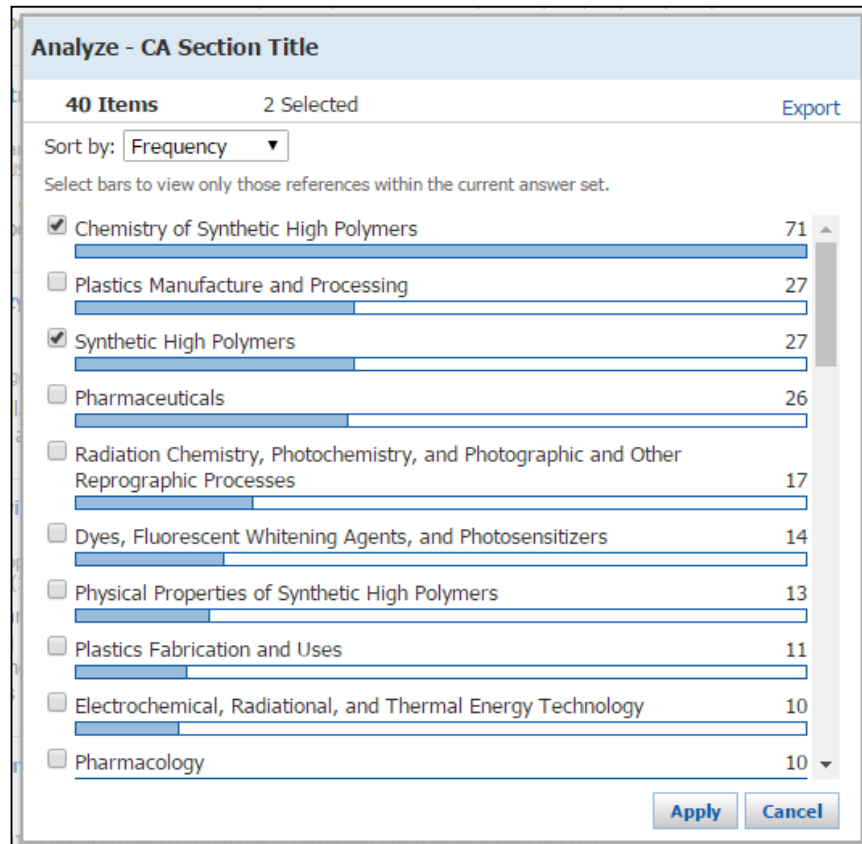 Analyze - CA Section Title
40 Items 2 Selected Export
Sort by: Frequency
Select bars to view only those references within the current answer set.
Chemistry of Synthetic High Polymers 71
Plastics Manufacture and Processing 27
Synthetic High Polymers 27
Pharmaceuticals 26
Radiation Chemistry, Photochemistry, and Photographic and Other
Reprographic Processes 17
Dyes, Fluorescent Whitening Agents, and Photosensitizers 14
Physical Properties of Synthetic High Polymers 13
Plastics Fabrication and Uses 11
Electrochemical, Radiational, and Thermal Energy Technology 10
Pharmacology 10
Apply Cancel